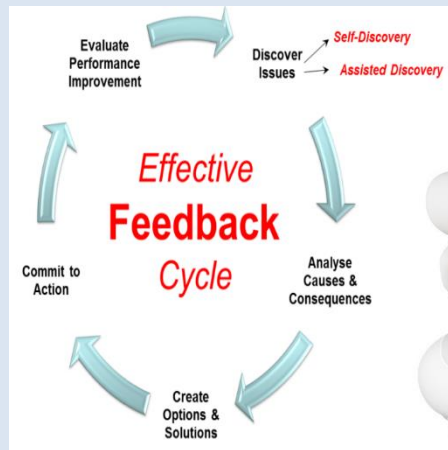 Evaluate
Performance
Improvement
Discover
Issues
Self-Discovery
Assisted Discovery
Effective
Feedback
Cycle
Analyse
Causes &
Consequences
Create
Options &
Solutions
Commit to
Action